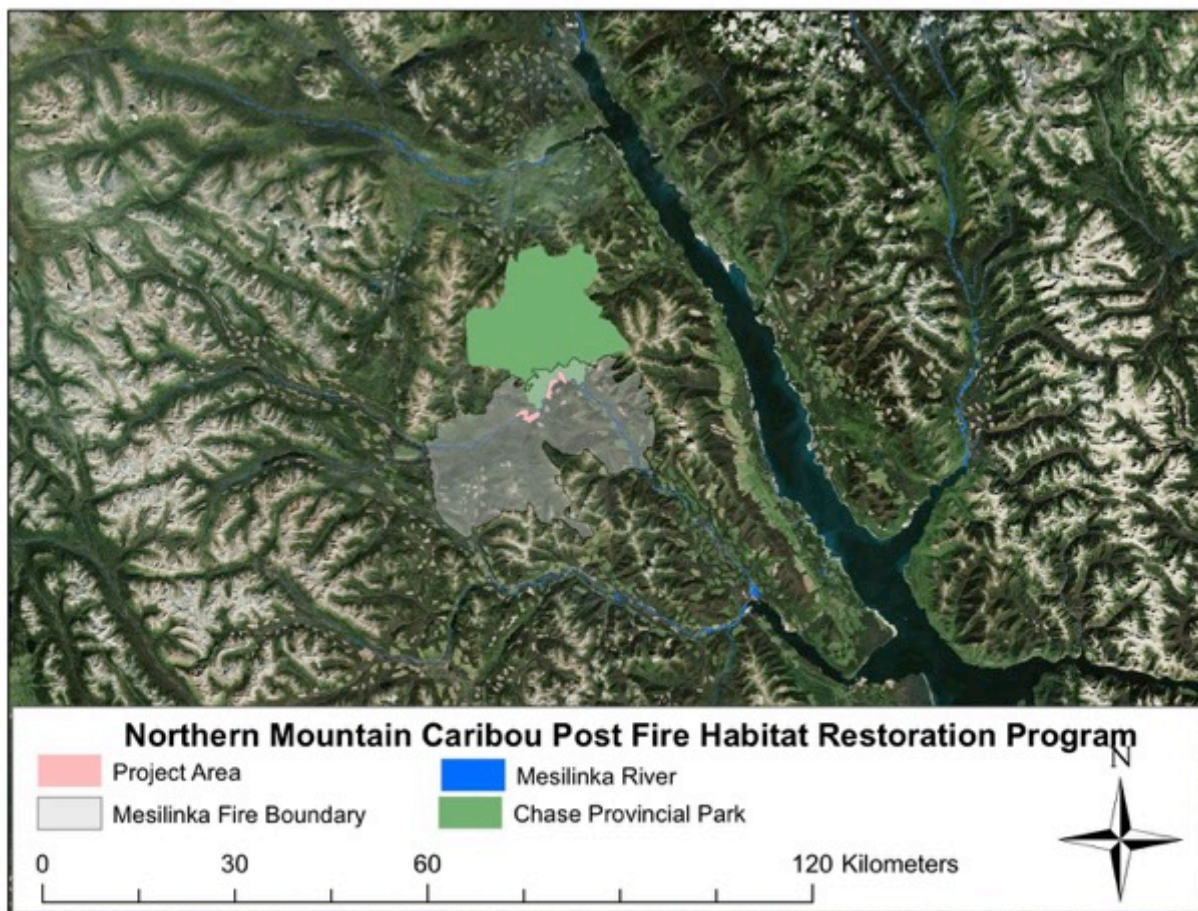 Northern Mountain Caribou Post Fire Habitat Restoration Program
N
Project Area
Mesilinka River
Mesilinka Fire Boundary
Chase Provincial Park
0 30 60 120 Kilometers